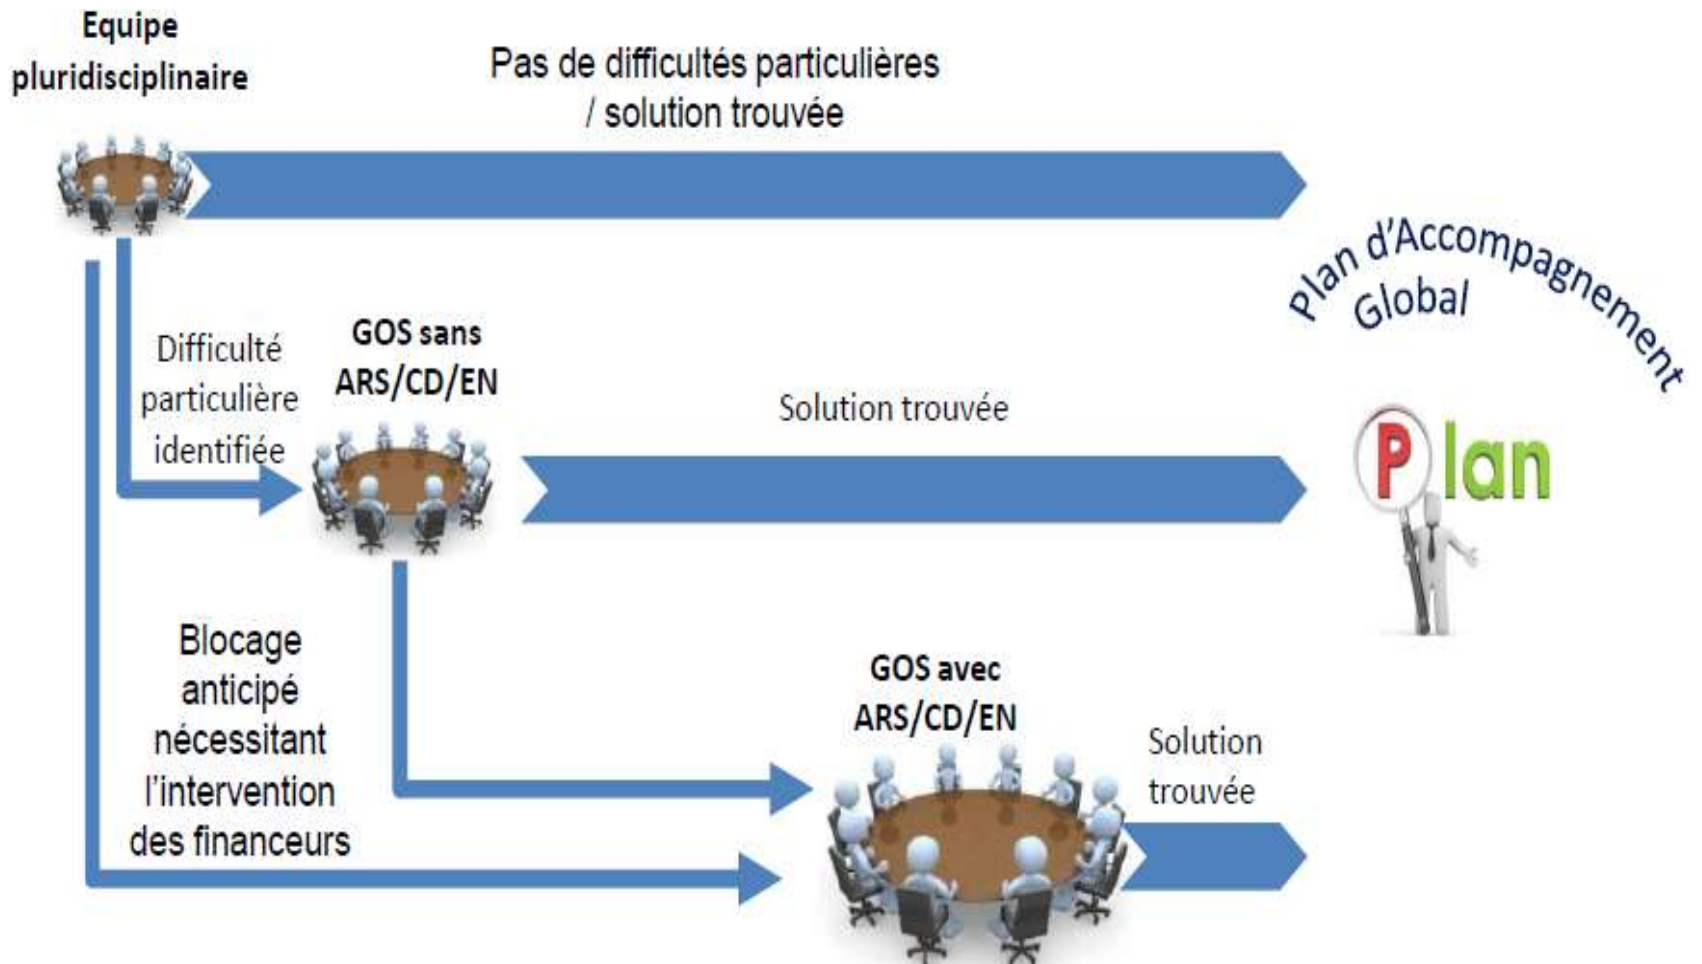 Equipe
pluridisciplinaire
Pas de difficultés particulières
/ solution trouvée
Plan d'Accompagnement
Global
Difficulté
particulière
identifiée
GOS sans
ARS/CD/EN
Solution trouvée
Plan
Blocage
anticipé
nécessitant
l'intervention
des financeurs
GOS avec
ARS/CD/EN
Solution
trouvée